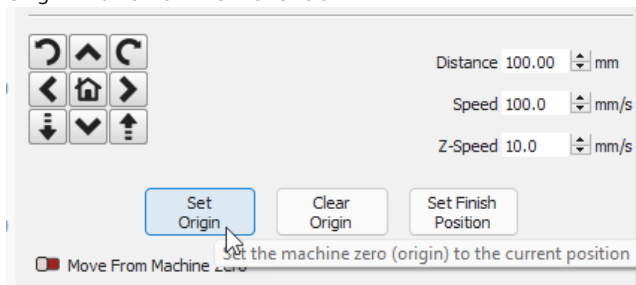 Distance 100.00 mm
Speed 100.0 mm/s
Z-Speed 10.0 mm/s
Set Origin
Clear Origin
Set Finish Position
Set the machine zero (origin) to the current position
Move From Machine Zero